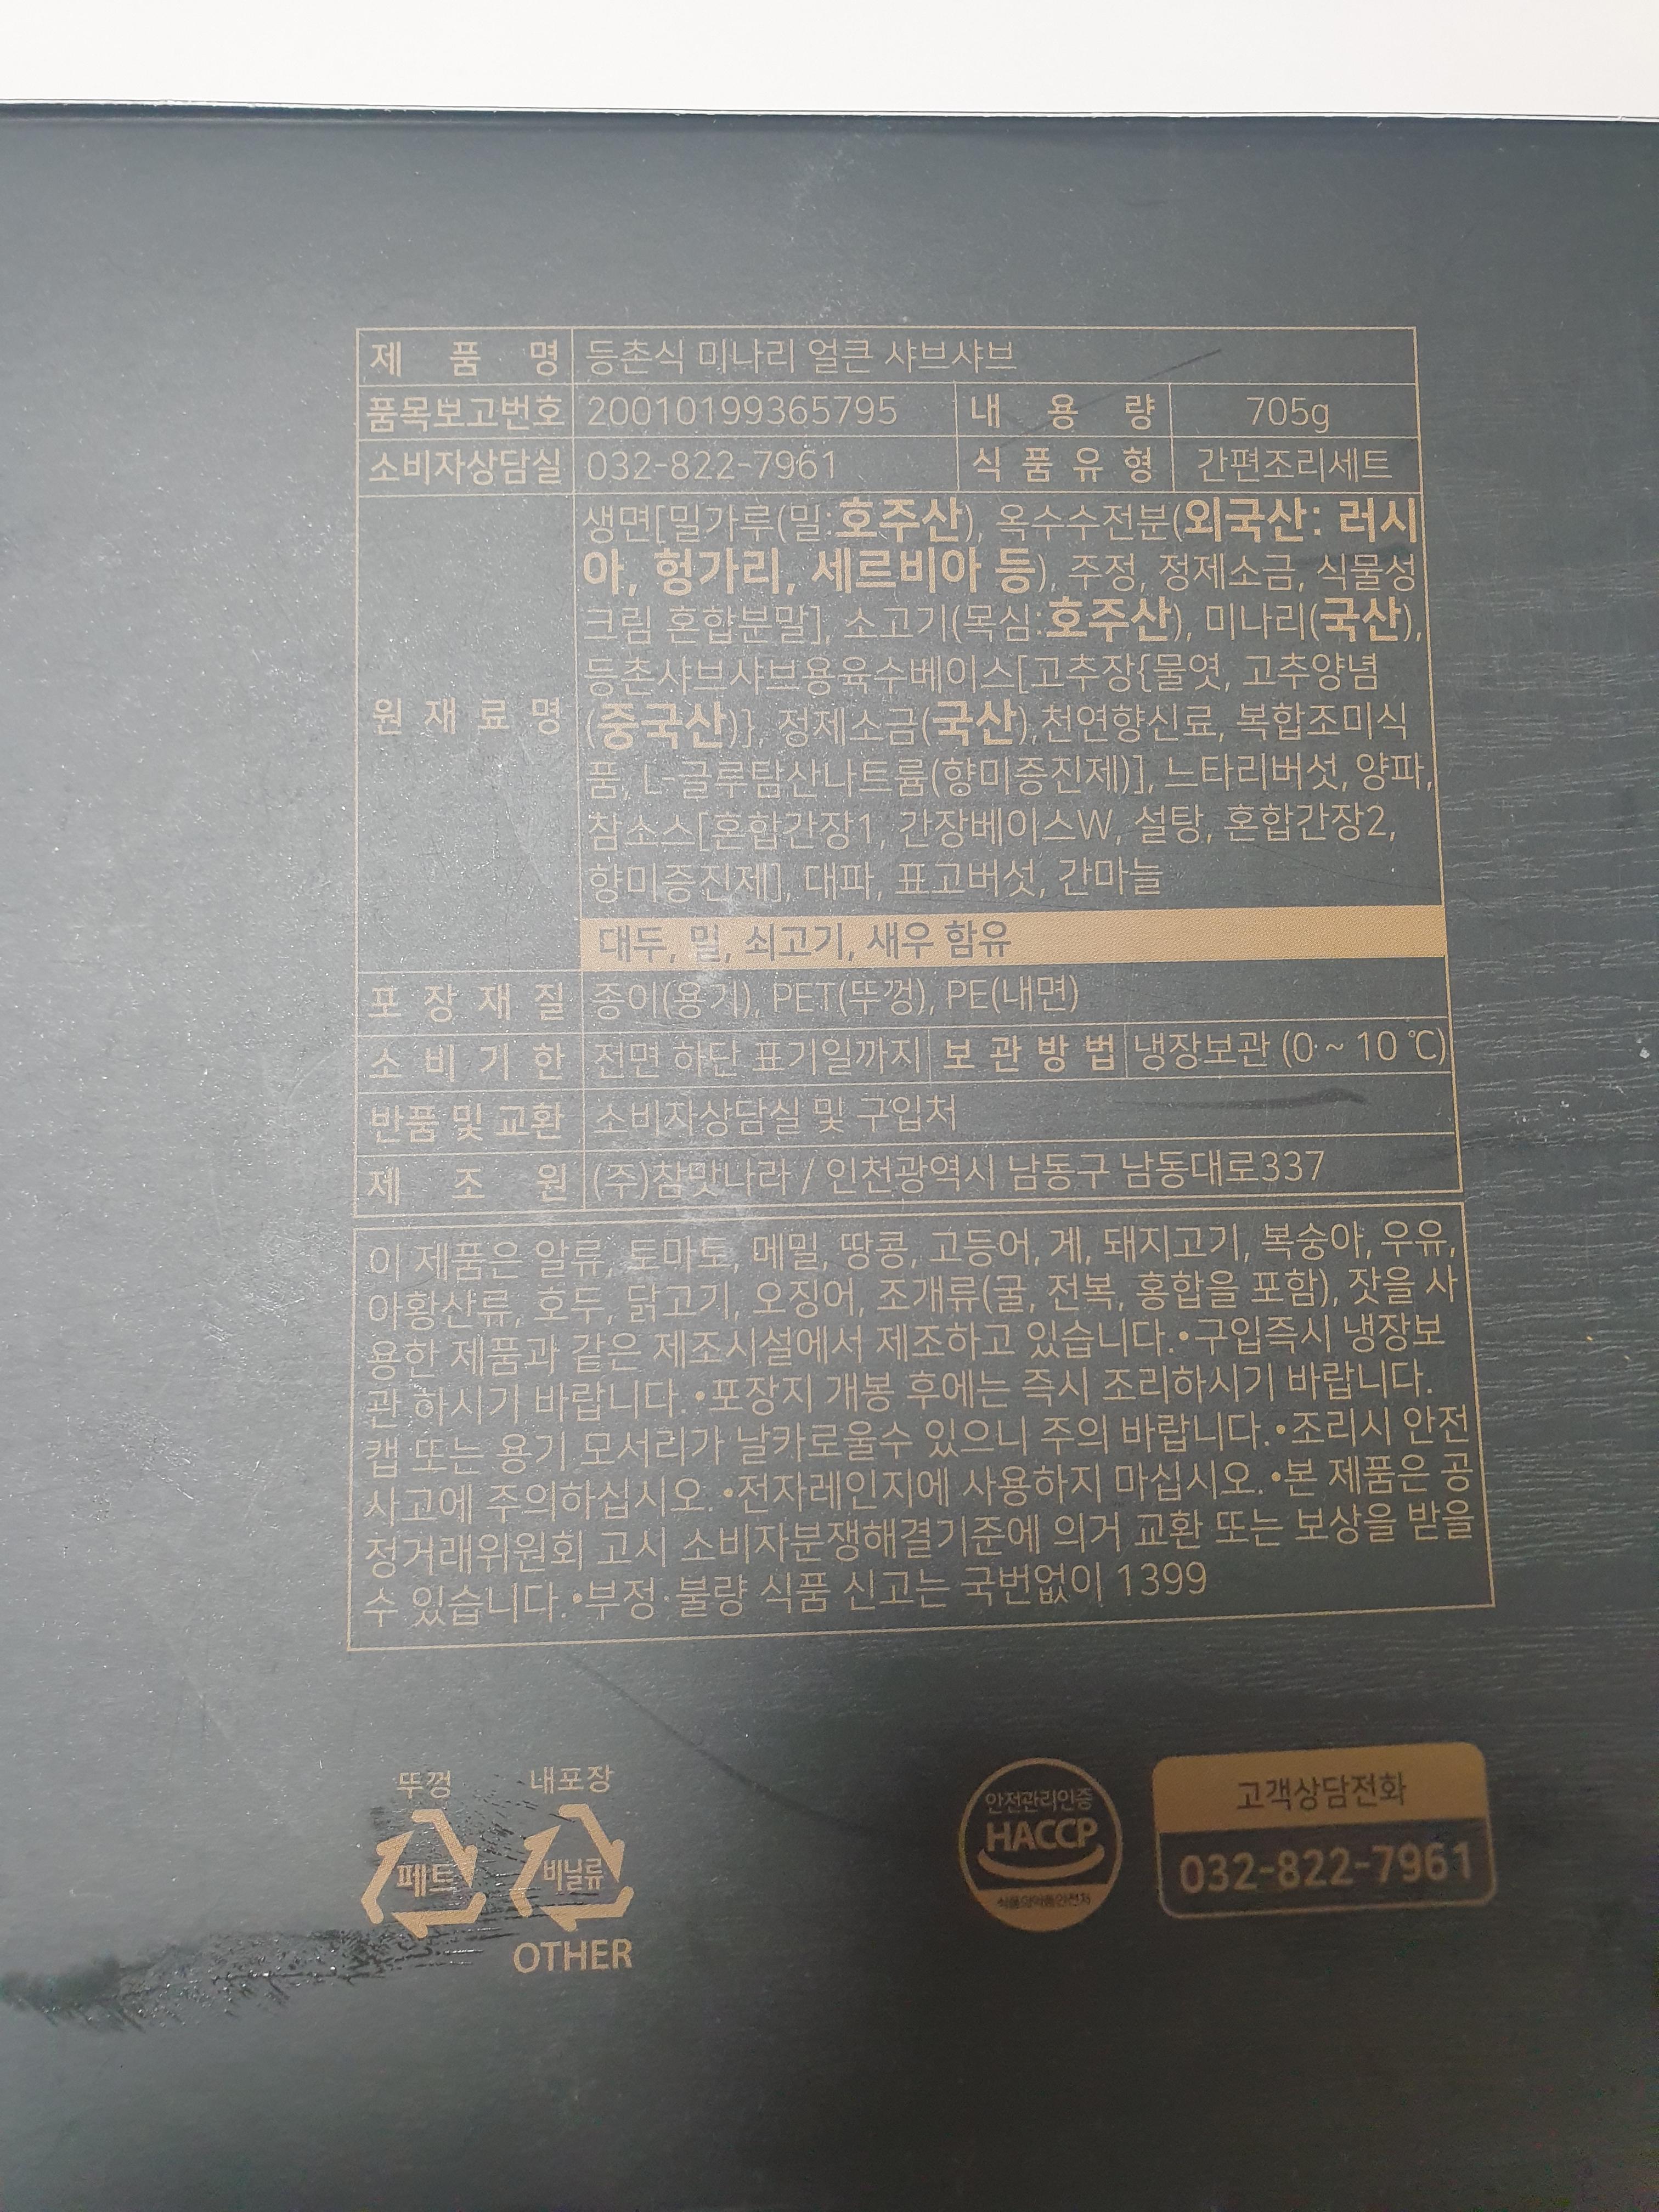 제품명 등촌식 미나리 얼큰 샤브샤브
품목보고번호 20010199365795 내용량 705g
소비자상담실 032-822-7961 식품유형 간편조리세트
원재료명
생면[밀가루(밀:호주산), 옥수수전분(외국산: 러시
아, 헝가리, 세르비아 등), 주정, 정제소금, 식물성
크림 혼합분말], 소고기(목심:호주산), 미나리(국산),
등촌샤브샤브용육수베이스[고추장{물엿, 고추양념
(중국산)}, 정제소금(국산),천연향신료, 복합조미식
품, L-글루탐산나트륨(향미증진제)], 느타리버섯, 양파,
참소스[혼합간장1, 간장베이스W, 설탕, 혼합간장2,
향미증진제], 대파, 표고버섯, 간마늘
대두, 밀, 쇠고기, 새우 함유
포장재질 종이(용기), PET(뚜껑), PE(내면)
소비기한 전면 하단 표기일까지 보관방법 냉장보관 (0 ~ 10 ℃)
반품 및 교환 소비자상담실 및 구입처
제조원 (주)참맛나라 / 인천광역시 남동구 남동대로337
이 제품은 알류, 토마토, 메밀, 땅콩, 고등어, 게, 돼지고기, 복숭아, 우유,
아황산류, 호두, 닭고기, 오징어, 조개류(굴, 전복, 홍합을 포함), 잣을 사
용한 제품과 같은 제조시설에서 제조하고 있습니다.•구입즉시 냉장보
관 하시기 바랍니다.•포장지 개봉 후에는 즉시 조리하시기 바랍니다.
캡 또는 용기 모서리가 날카로울수 있으니 주의 바랍니다.•조리시 안전
사고에 주의하십시오. •전자레인지에 사용하지 마십시오. •본 제품은 공
정거래위원회 고시 소비자분쟁해결기준에 의거 교환 또는 보상을 받을
수 있습니다.•부정·불량 식품 신고는 국번없이 1399
뚜껑 내포장
페트 비닐류
OTHER
안전관리인증
HACCP
식품의약품안전처
고객상담전화
032-822-7961